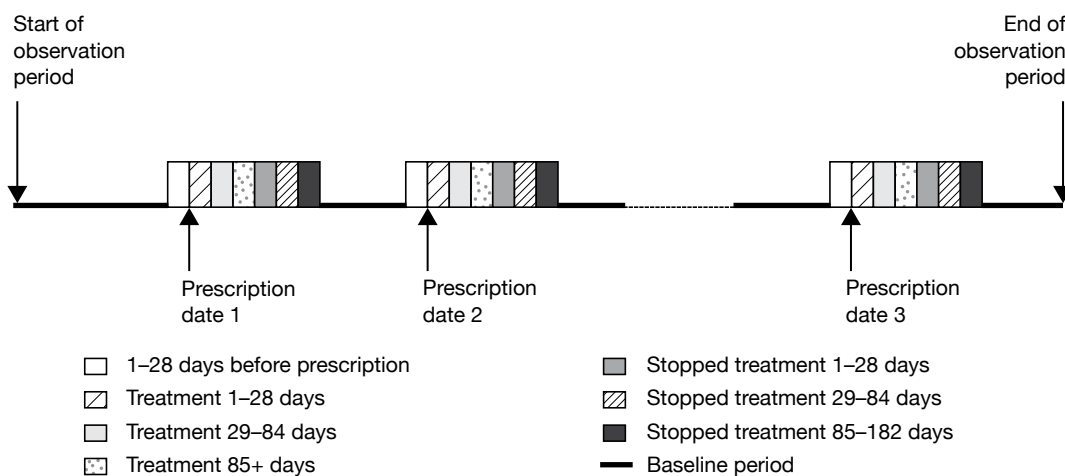 Start of
observation
period
End of
observation
period
Prescription
date 1
Prescription
date 2
Prescription
date 3
1–28 days before prescription
Treatment 1–28 days
Treatment 29–84 days
Treatment 85+ days
Stopped treatment 1–28 days
Stopped treatment 29–84 days
Stopped treatment 85–182 days
Baseline period